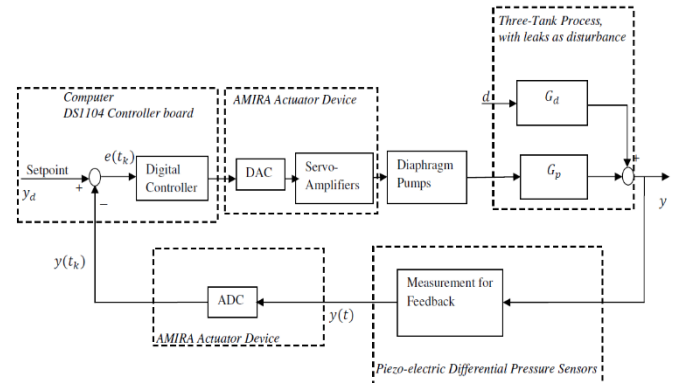 Three-Tank Process,
with leaks as disturbance
Computer
DS1104 Controller board
AMIRA Actuator Device
d
G_d
+
e(t_k)
Setpoint
+
y_d
−
Digital
Controller
DAC
Servo-
Amplifiers
Diaphragm
Pumps
G_p
y
y(t_k)
ADC
AMIRA Actuator Device
y(t)
Measurement for
Feedback
Piezo-electric Differential Pressure Sensors